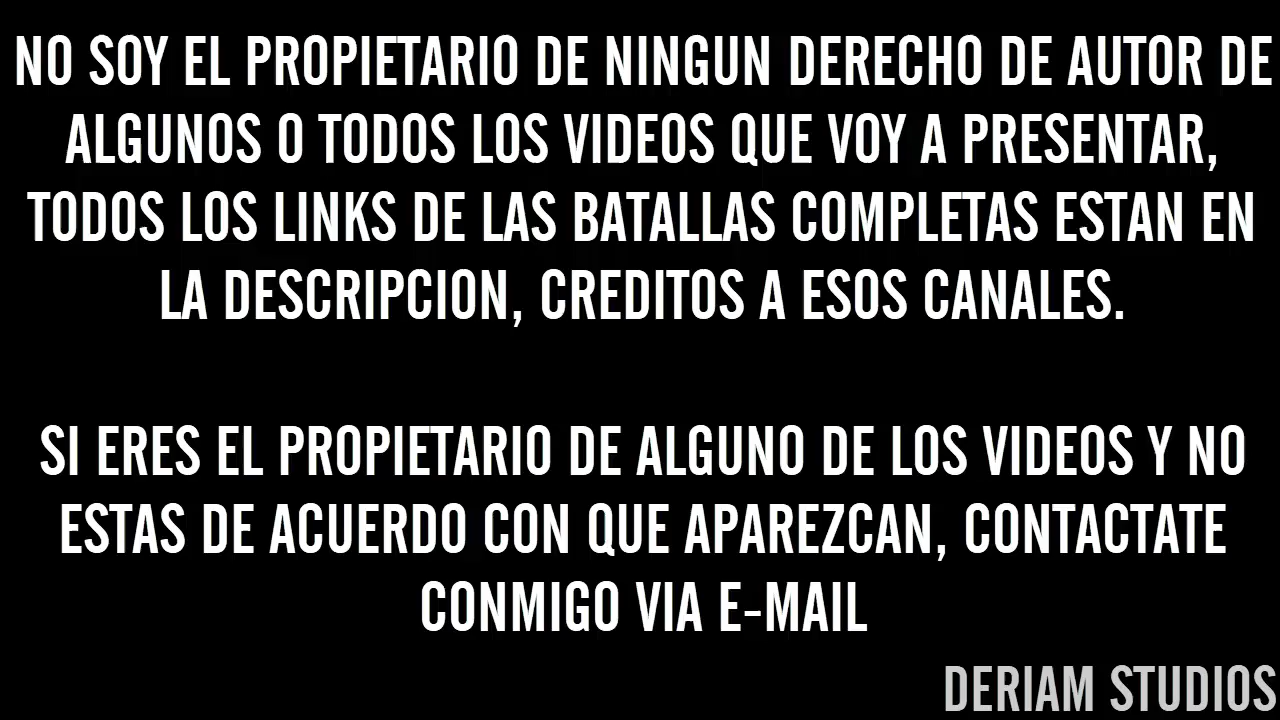 NO SOY EL PROPIETARIO DE NINGUN DERECHO DE AUTOR DE
ALGUNOS O TODOS LOS VIDEOS QUE VOY A PRESENTAR,
TODOS LOS LINKS DE LAS BATALLAS COMPLETAS ESTAN EN
LA DESCRIPCION, CREDITOS A ESOS CANALES.
SI ERES EL PROPIETARIO DE ALGUNO DE LOS VIDEOS Y NO
ESTAS DE ACUERDO CON QUE APAREZCAN, CONTACTATE
CONMIGO VIA E-MAIL
DERIAM STUDIOS